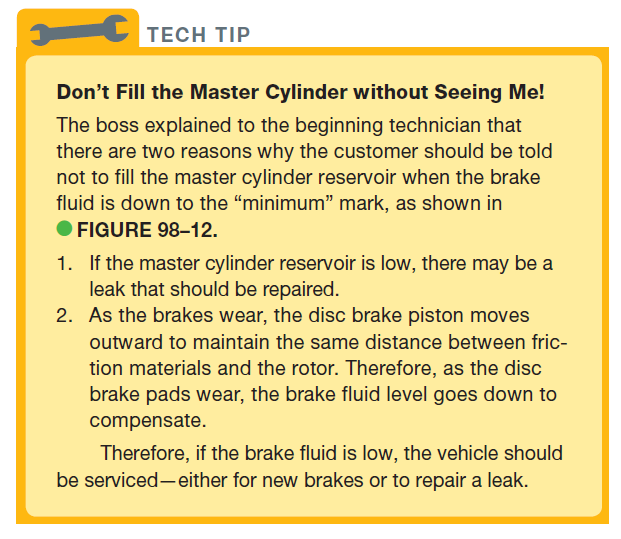 TECH TIP
Don’t Fill the Master Cylinder without Seeing Me!
The boss explained to the beginning technician that
there are two reasons why the customer should be told
not to fill the master cylinder reservoir when the brake
fluid is down to the “minimum” mark, as shown in
FIGURE 98–12.
1. If the master cylinder reservoir is low, there may be a
leak that should be repaired.
2. As the brakes wear, the disc brake piston moves
outward to maintain the same distance between fric-
tion materials and the rotor. Therefore, as the disc
brake pads wear, the brake fluid level goes down to
compensate.
Therefore, if the brake fluid is low, the vehicle should
be serviced—either for new brakes or to repair a leak.